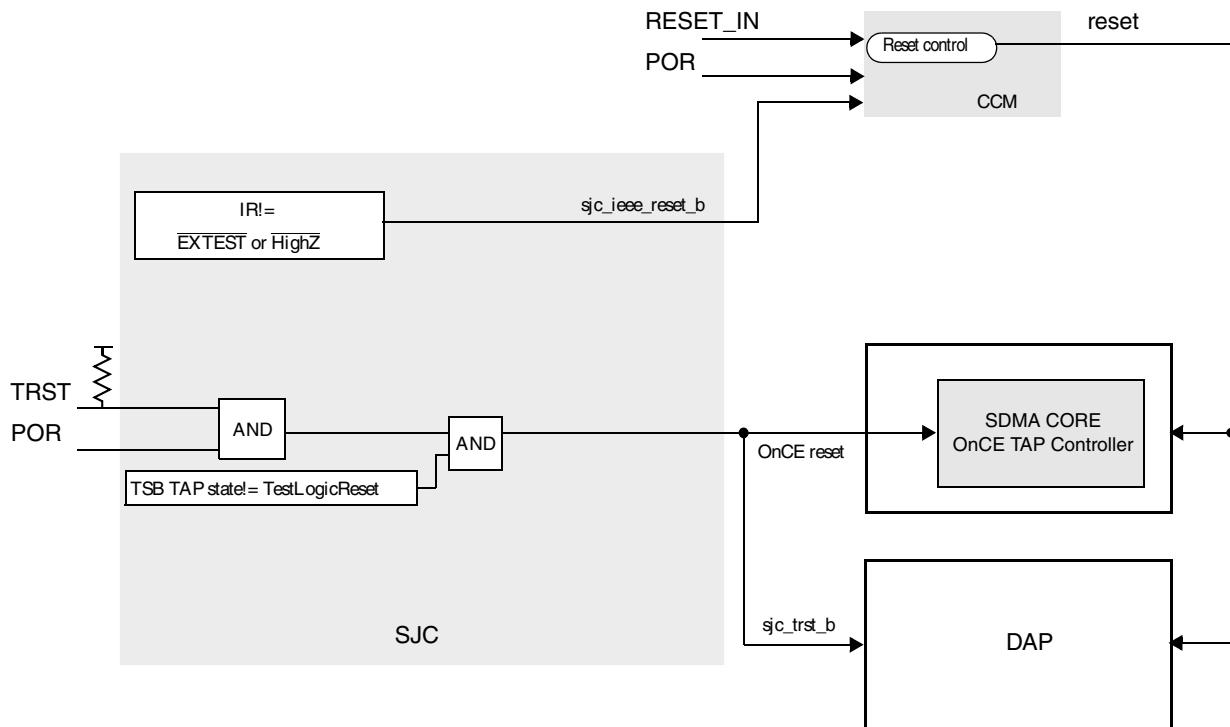 RESET_IN
reset
Reset control
POR
CCM
IR!=
sjc_ieee_reset_b
EXTEST or HighZ
TRST
POR
AND
AND
SDMA CORE
OnCE TAP Controller
OnCE reset
TSB TAP state!= TestLogicReset
sjc_trst_b
SJC
DAP